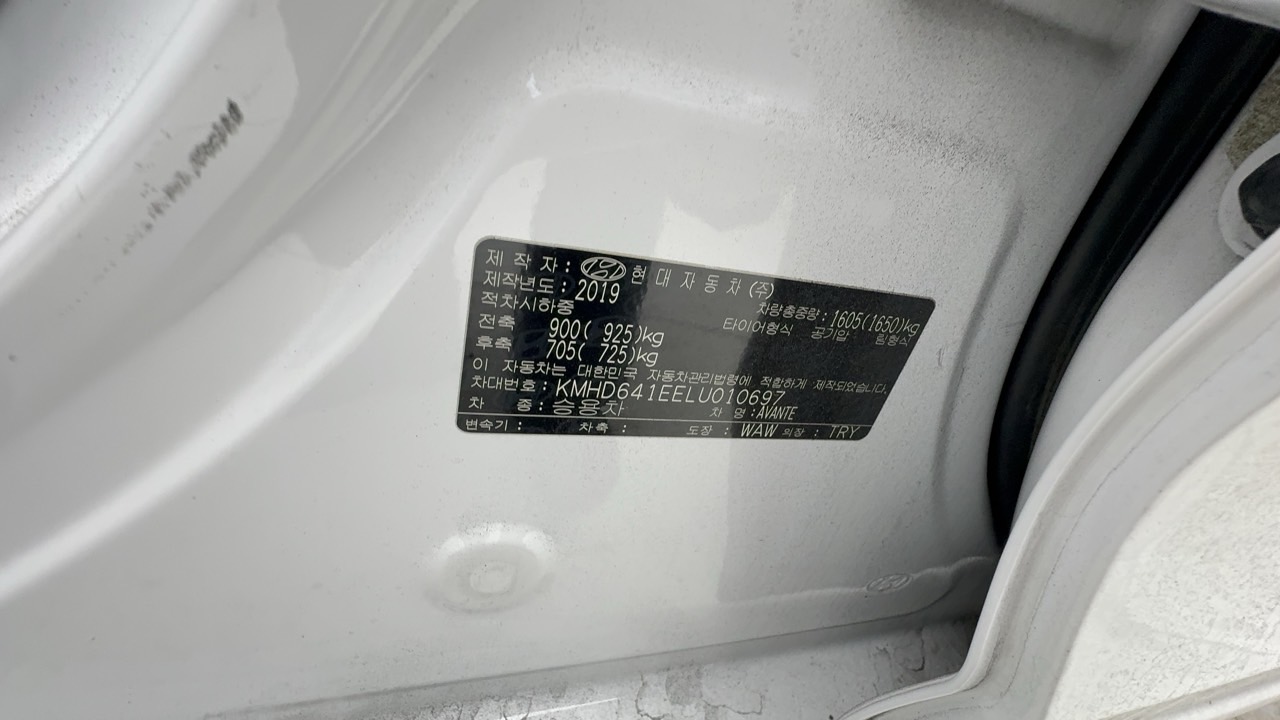 제 작 자 : 현 대 자 동 차 (주)
제작년도 : 2019
적차시하중 차량총중량 : 1605(1650)kg
전축 900( 925)kg 타이어형식 공기압 림형식
후축 705( 725)kg
이 자동차는 대한민국 자동차관리법령에 적합하게 제작되었습니다.
차대번호 : KMHD641EELU010697
차 종 : 승용차 차 명 : AVANTE
변속기 : 차축 : 도장 : WAW 의장 : TRY